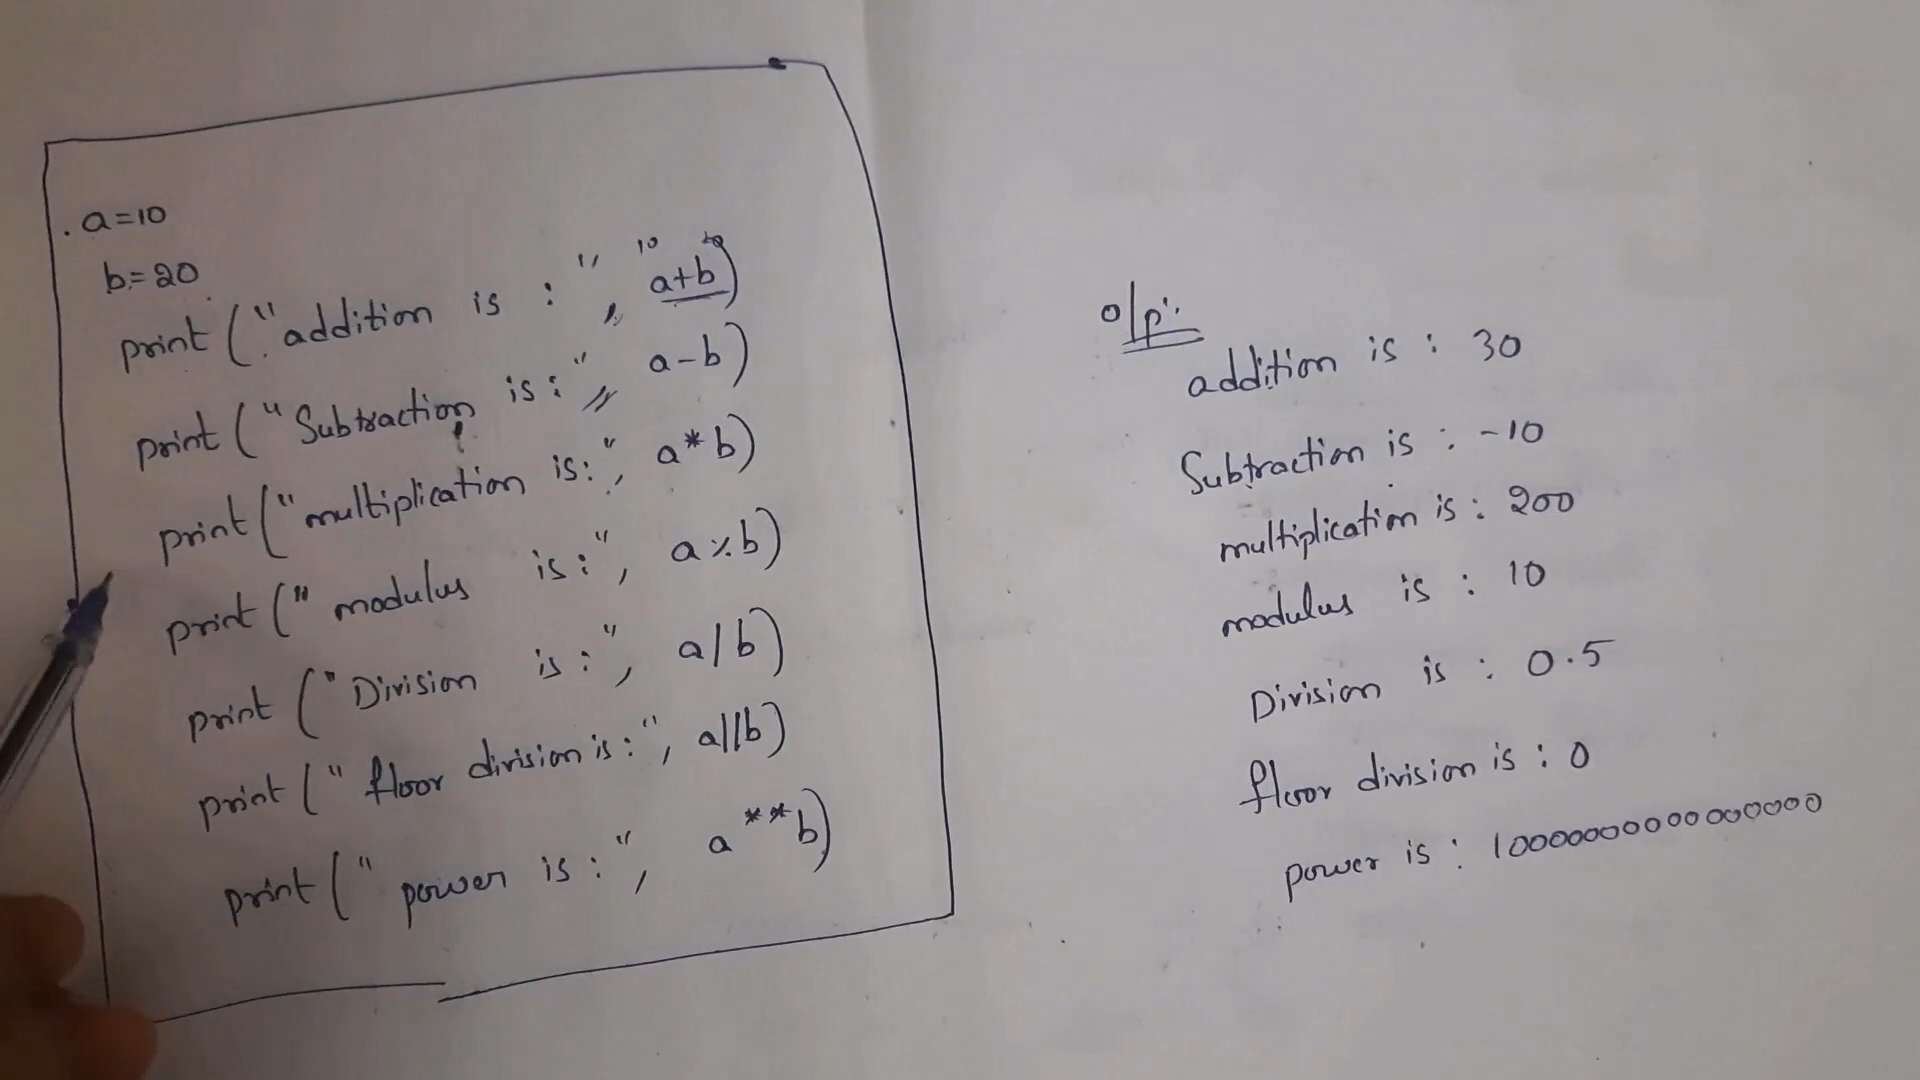 a=10
b=20
10 20
print ("addition is : ", a+b)
print ("Subtraction is: ", a-b)
print ("multiplication is: ", a*b)
print (" modulus is: ", a%b)
print ("Division is: ", a/b)
print (" floor division is: ", a//b)
print (" power is: ", a**b)
o/p:
addition is : 30
Subtraction is : -10
multiplication is : 200
modulus is : 10
Division is : 0.5
floor division is : 0
power is : 1000000000000000